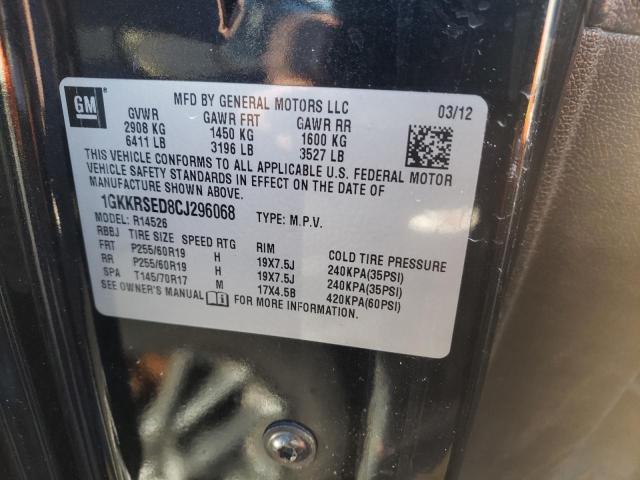 GM
MFD BY GENERAL MOTORS LLC
03/12
GVWR GAWR FRT GAWR RR
2908 KG 1450 KG 1600 KG
6411 LB 3196 LB 3527 LB
THIS VEHICLE CONFORMS TO ALL APPLICABLE U.S. FEDERAL MOTOR
VEHICLE SAFETY STANDARDS IN EFFECT ON THE DATE OF
MANUFACTURE SHOWN ABOVE.
1GKKRSED8CJ296068 TYPE: M.P.V.
MODEL: R14526
RBBJ TIRE SIZE SPEED RTG RIM COLD TIRE PRESSURE
FRT P255/60R19 H 19X7.5J 240KPA(35PSI)
RR P255/60R19 H 19X7.5J 240KPA(35PSI)
SPA T145/70R17 M 17X4.5B 420KPA(60PSI)
SEE OWNER'S MANUAL FOR MORE INFORMATION.